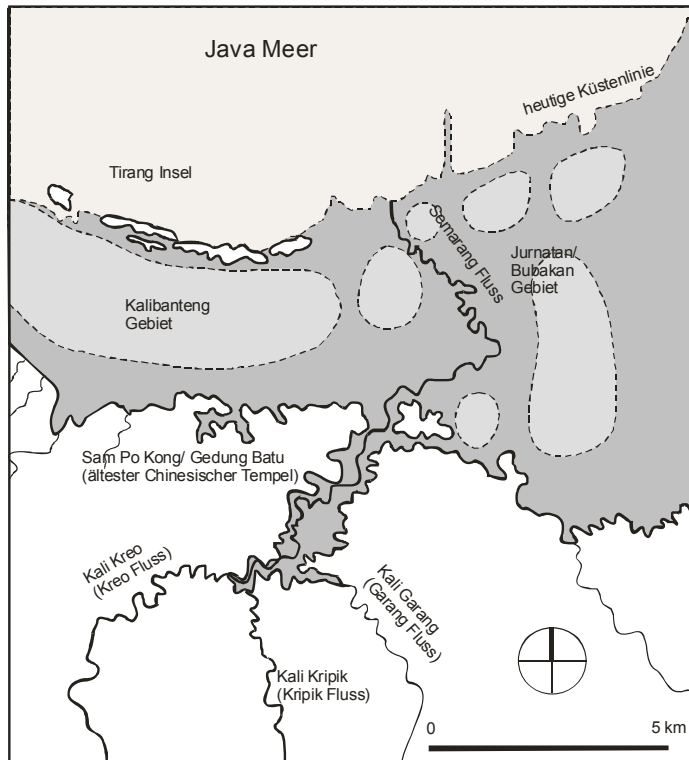 Java Meer
heutige Küstenlinie
Tirang Insel
Semarang Fluss
Jurnatan/
Bubakan
Gebiet
Kalibanteng
Gebiet
Sam Po Kong/ Gedung Batu
(ältester Chinesischer Tempel)
Kali Kreo
(Kreo Fluss)
Kali Garang
(Garang Fluss)
Kali Kripik
(Kripik Fluss)
0
5 km